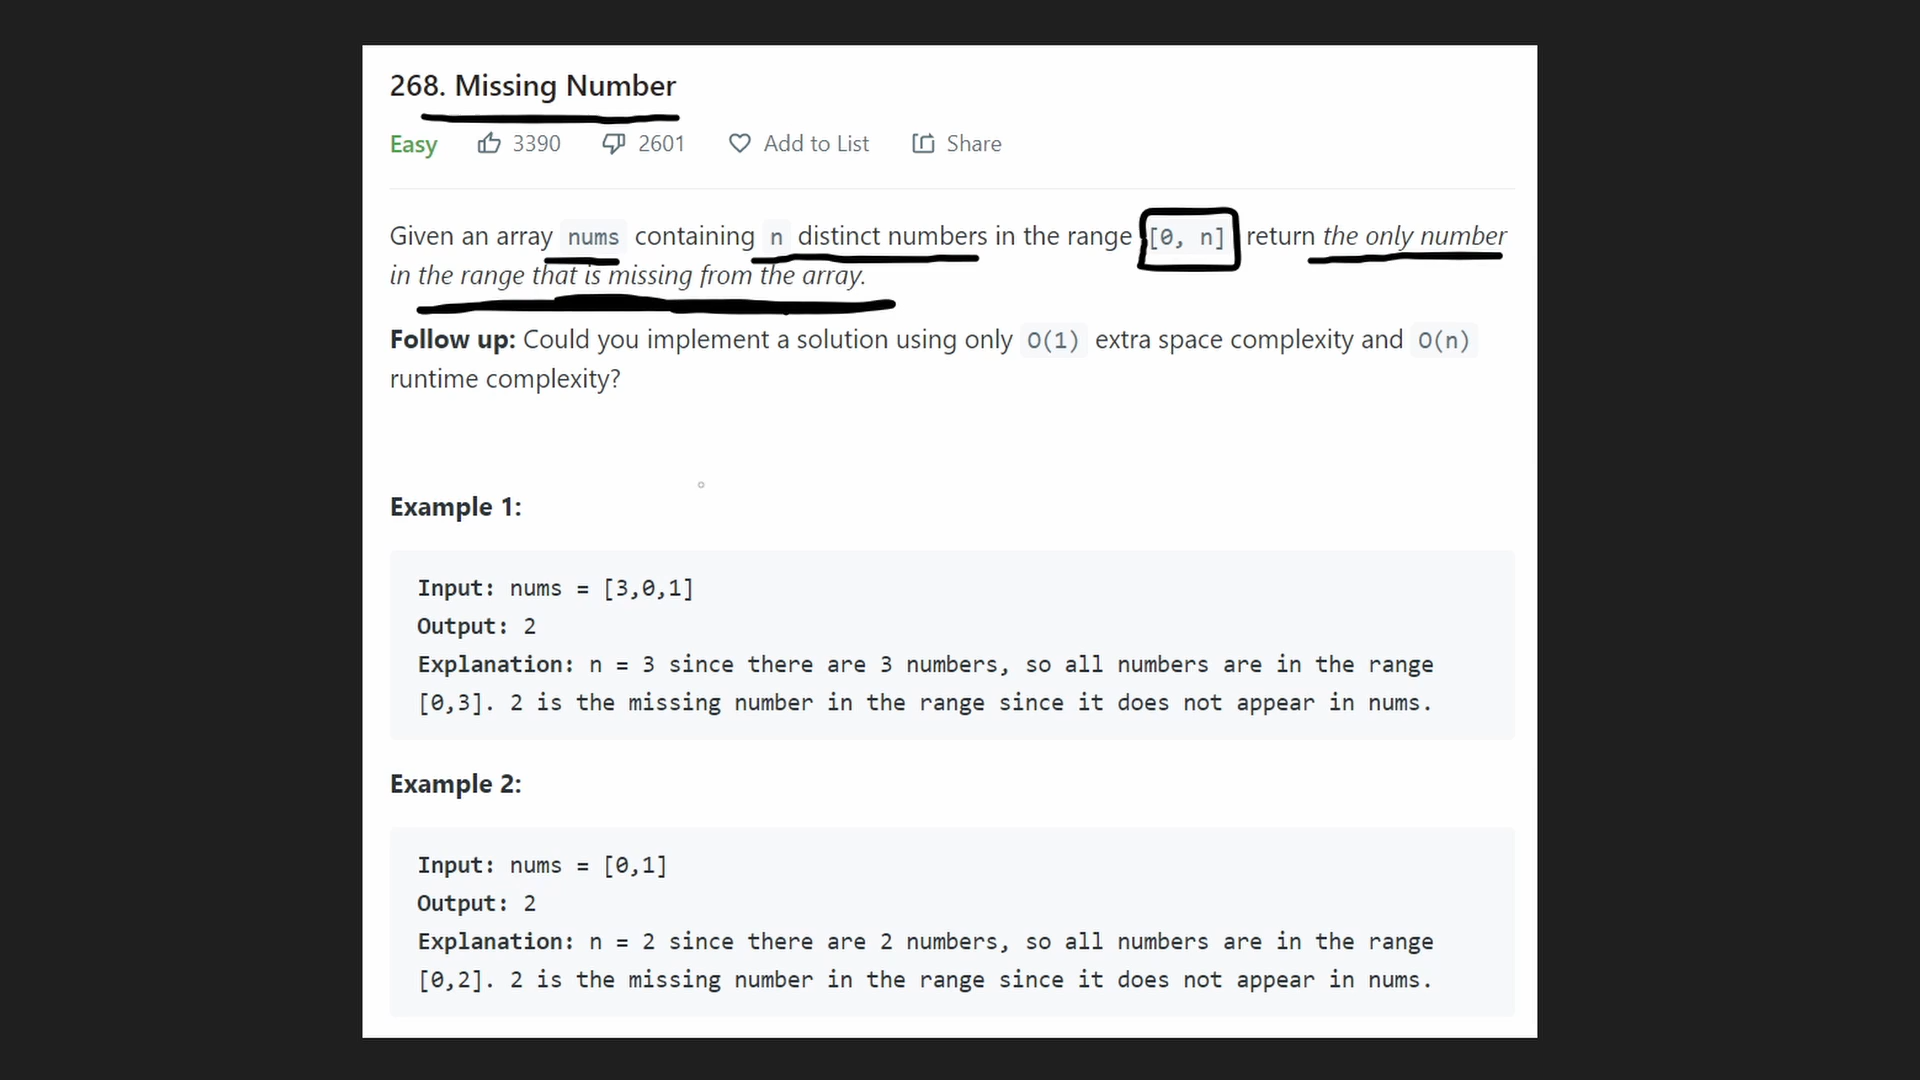 268. Missing Number
Easy 3390 2601 Add to List Share
Given an array nums containing n distinct numbers in the range [0, n] return the only number
in the range that is missing from the array.
Follow up: Could you implement a solution using only O(1) extra space complexity and O(n)
runtime complexity?
Example 1:
Input: nums = [3,0,1]
Output: 2
Explanation: n = 3 since there are 3 numbers, so all numbers are in the range
[0,3]. 2 is the missing number in the range since it does not appear in nums.
Example 2:
Input: nums = [0,1]
Output: 2
Explanation: n = 2 since there are 2 numbers, so all numbers are in the range
[0,2]. 2 is the missing number in the range since it does not appear in nums.